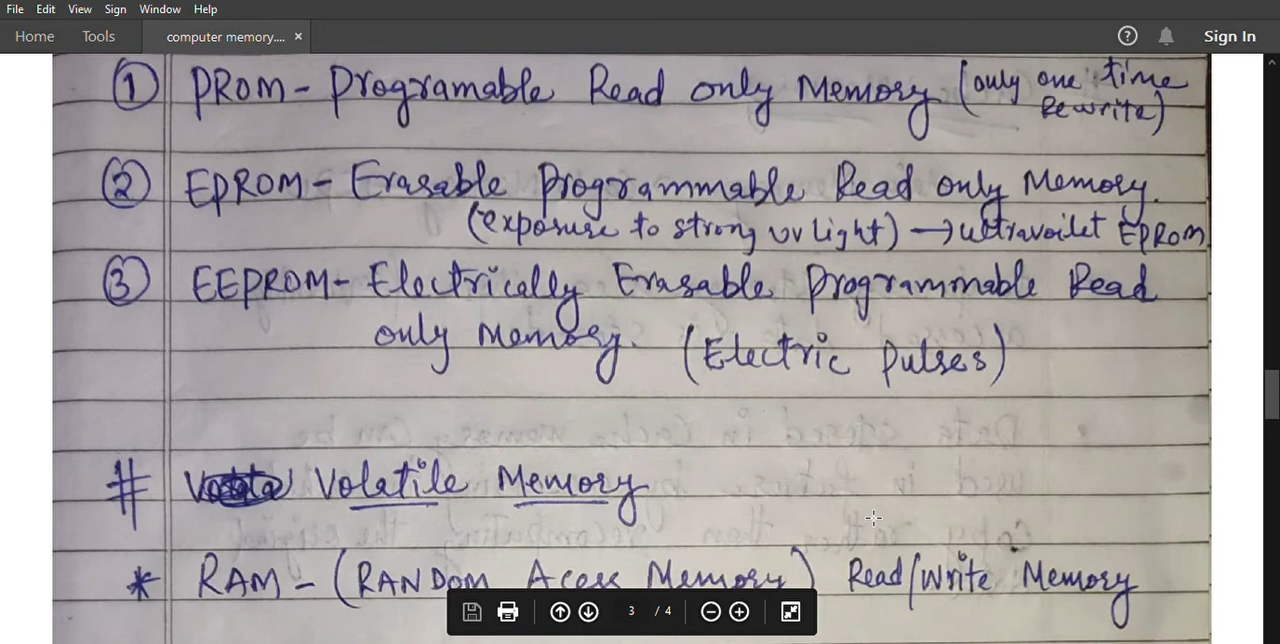 File Edit View Sign Window Help
Home Tools computer memory.... × Sign In
① PROM - Programable Read only Memory (only one time
Rewrite)
② EPROM - Erasable Programmable Read only Memory.
(exposure to strong uv light) → ultravoilet EPROM
③ EEPROM - Electrically Erasable Programmable Read
only Memory. (Electric Pulses)
# Volatile Memory
* RAM - (RANDOM Acess Memory) Read/Write Memory
3 / 4